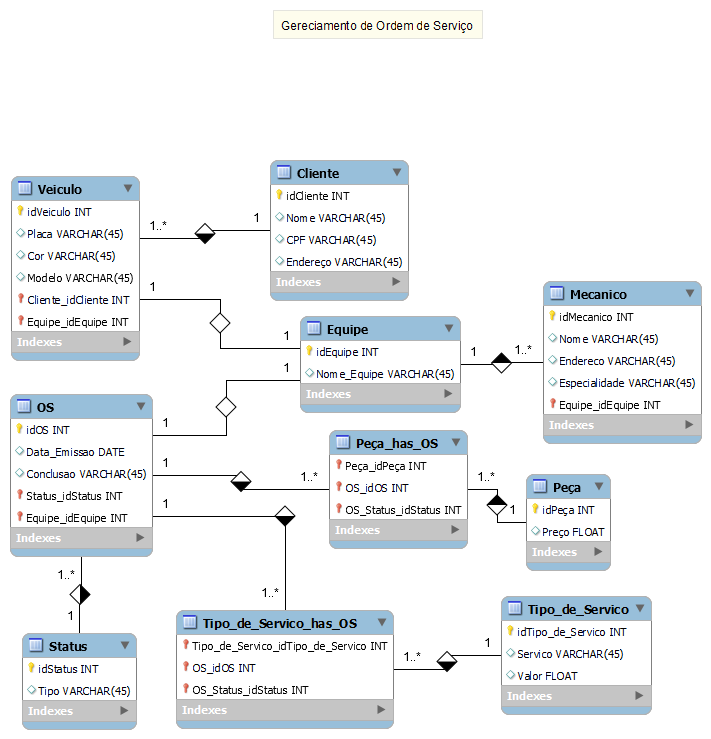 Gereciamento de Ordem de Serviço
Cliente
idCliente INT
Nome VARCHAR(45)
CPF VARCHAR(45)
Endereço VARCHAR(45)
Indexes
Veiculo
idVeiculo INT
Placa VARCHAR(45)
Cor VARCHAR(45)
Modelo VARCHAR(45)
Cliente_idCliente INT
Equipe_idEquipe INT
Indexes
1..*
1
1
1
Equipe
idEquipe INT
Nome_Equipe VARCHAR(45)
Indexes
1
1..*
Mecanico
idMecanico INT
Nome VARCHAR(45)
Endereco VARCHAR(45)
Especialidade VARCHAR(45)
Equipe_idEquipe INT
Indexes
OS
idOS INT
Data_Emissao DATE
Conclusao VARCHAR(45)
Status_idStatus INT
Equipe_idEquipe INT
Indexes
1
1
1
1..*
1
1..*
Peça_has_OS
Peça_idPeça INT
OS_idOS INT
OS_Status_idStatus INT
Indexes
1..*
1
Peça
idPeça INT
Preço FLOAT
Indexes
1..*
1
Status
idStatus INT
Tipo VARCHAR(45)
Indexes
Tipo_de_Servico_has_OS
Tipo_de_Servico_idTipo_de_Servico INT
OS_idOS INT
OS_Status_idStatus INT
Indexes
1..*
1
Tipo_de_Servico
idTipo_de_Servico INT
Servico VARCHAR(45)
Valor FLOAT
Indexes